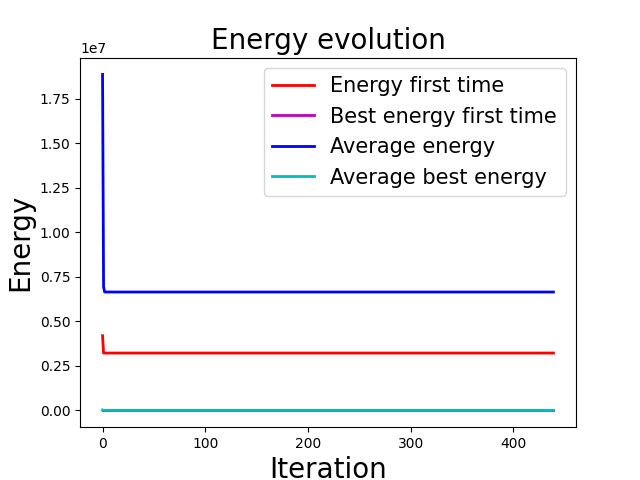 Energy evolution
1e7
Energy first time
Best energy first time
Average energy
Average best energy
1.75
1.50
1.25
1.00
0.75
0.50
0.25
0.00
Energy
0 100 200 300 400
Iteration